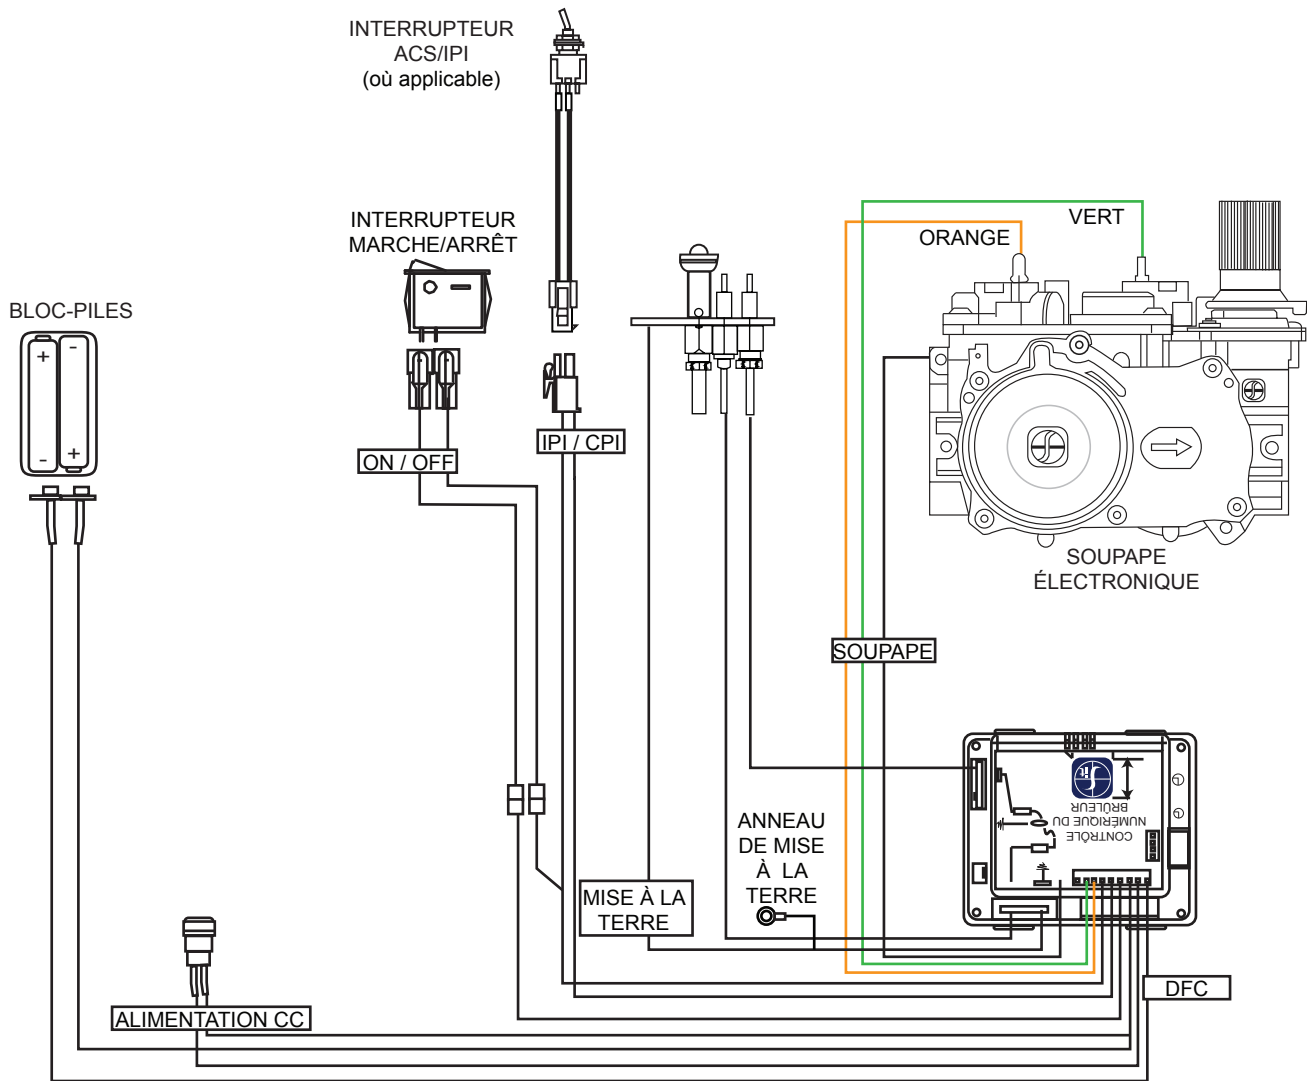 INTERRUPTEUR
ACS/IPI
(où applicable)
INTERRUPTEUR
MARCHE/ARRÊT
BLOC-PILES
+
-
-
+
ON / OFF
IPI / CPI
ORANGE
VERT
SOUPAPE
ÉLECTRONIQUE
SOUPAPE
CONTRÔLE
NUMÉRIQUE DU
BRÛLEUR
sit
ANNEAU
DE MISE
À LA
TERRE
MISE À LA
TERRE
DFC
ALIMENTATION CC